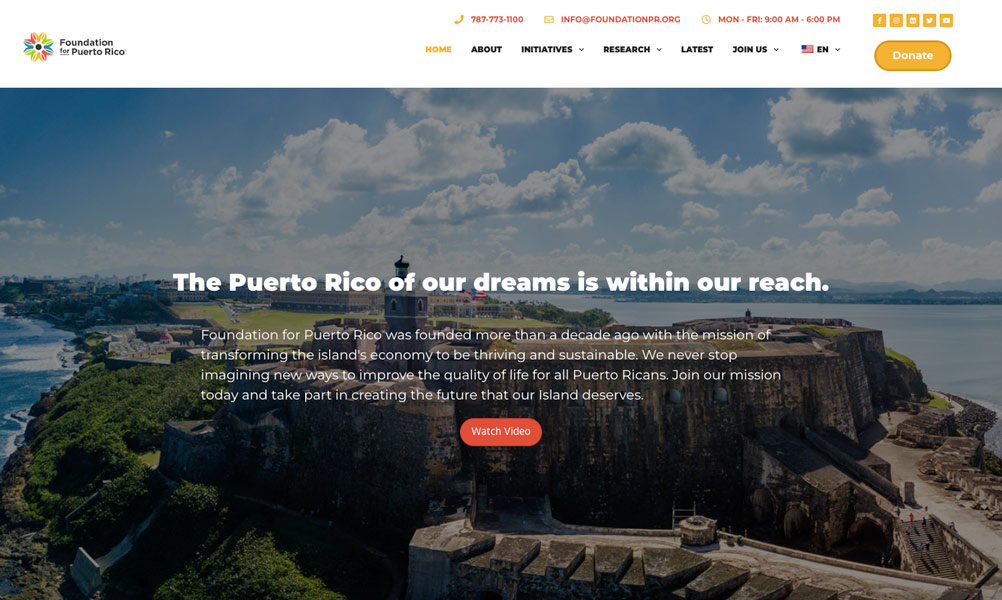 787-773-1100
INFO@FOUNDATIONPR.ORG
MON - FRI: 9:00 AM - 6:00 PM
Foundation
for Puerto Rico
HOME
ABOUT
INITIATIVES
RESEARCH
LATEST
JOIN US
EN
Donate
The Puerto Rico of our dreams is within our reach.
Foundation for Puerto Rico was founded more than a decade ago with the mission of
transforming the island's economy to be thriving and sustainable. We never stop
imagining new ways to improve the quality of life for all Puerto Ricans. Join our mission
today and take part in creating the future that our Island deserves.
Watch Video